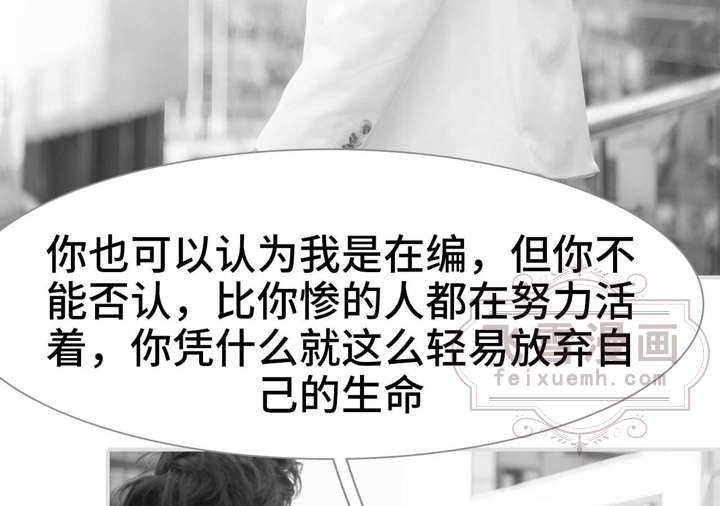 你也可以认为我是在编，但你不
能否认，比你惨的人都在努力活
着，你凭什么就这么轻易放弃自
己的生命
飞雪漫画
feixuemh.com